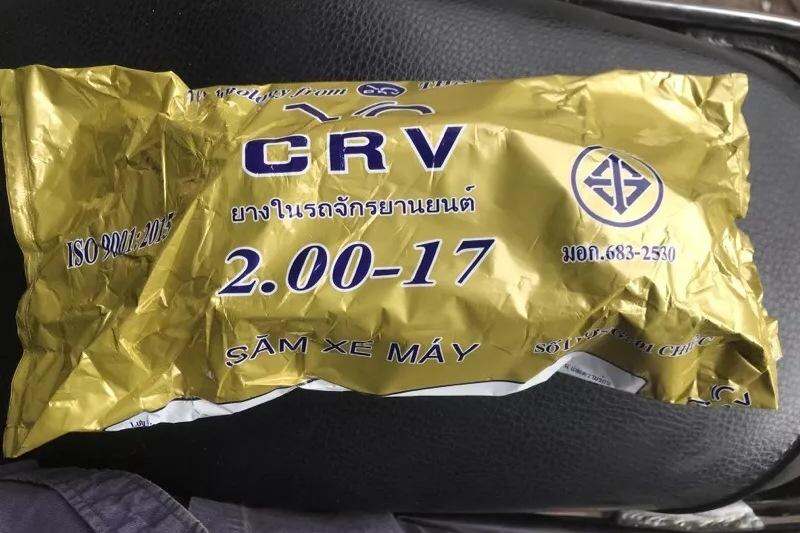 from
CRV
ยางในรถจักรยานยนต์
ISO 9001: 2015
2.00-17
มอก.683-2530
SĂM XE MÁY